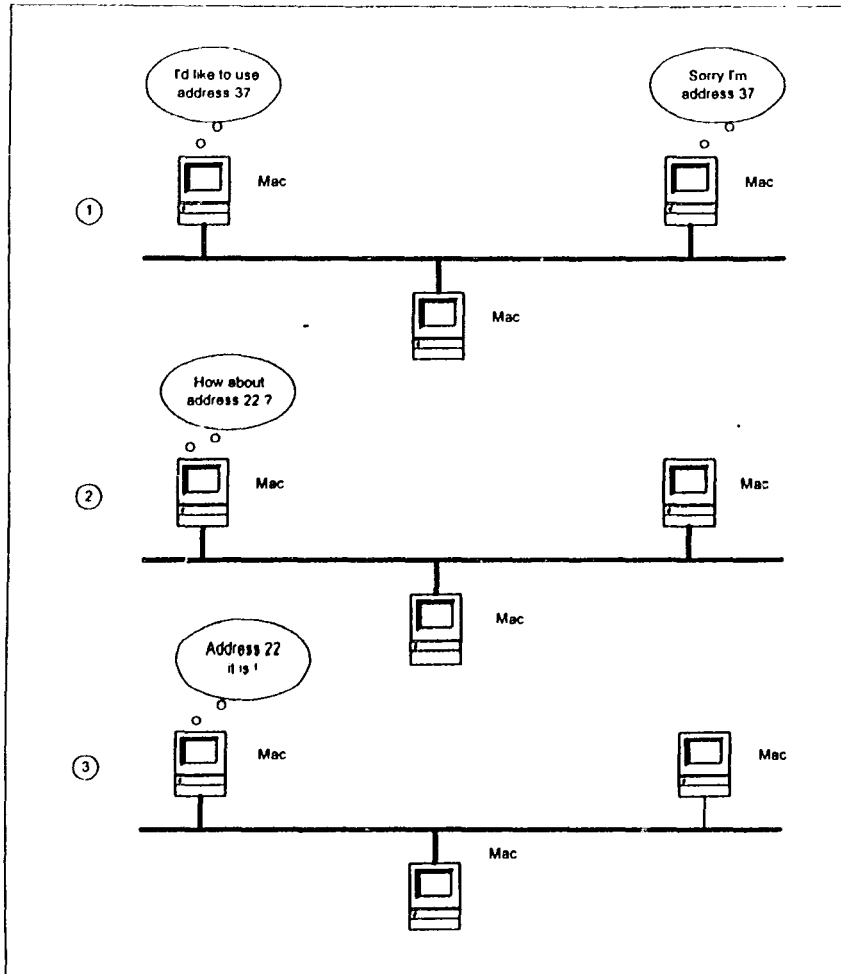 I'd like to use
address 37
Sorry I'm
address 37
Mac
Mac
1
Mac
How about
address 22 ?
Mac
Mac
2
Mac
Address 22
it is !
Mac
Mac
3
Mac